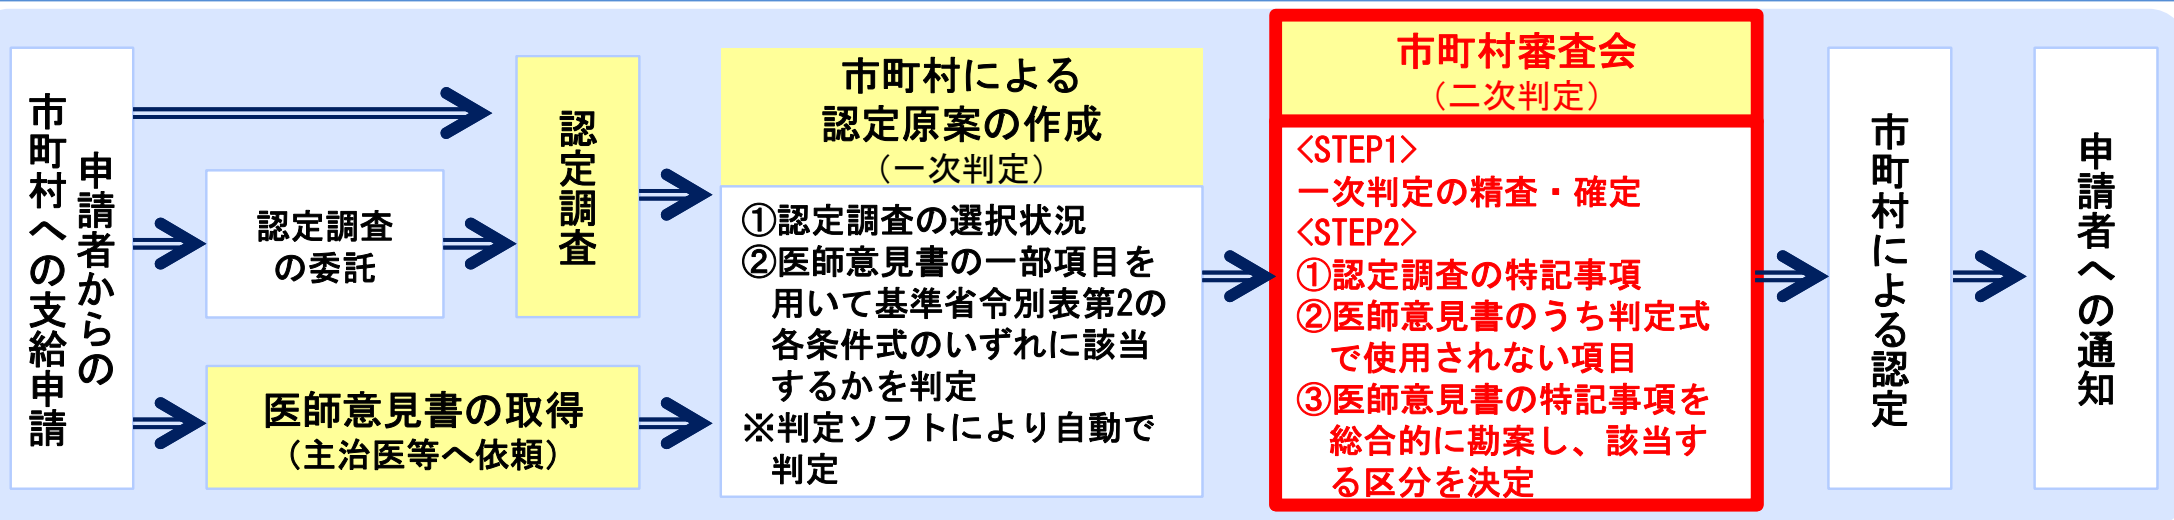 申請者からの
市町村への支給申請
認定調査
の委託
認定調査
医師意見書の取得
（主治医等へ依頼）
市町村による
認定原案の作成
（一次判定）
①認定調査の選択状況
②医師意見書の一部項目を
用いて基準省令別表第2の
各条件式のいずれに該当
するかを判定
※判定ソフトにより自動で
判定
市町村審査会
（二次判定）
<STEP1>
一次判定の精査・確定
<STEP2>
①認定調査の特記事項
②医師意見書のうち判定式
で使用されない項目
③医師意見書の特記事項を
総合的に勘案し、該当す
る区分を決定
市町村による認定
申請者への通知